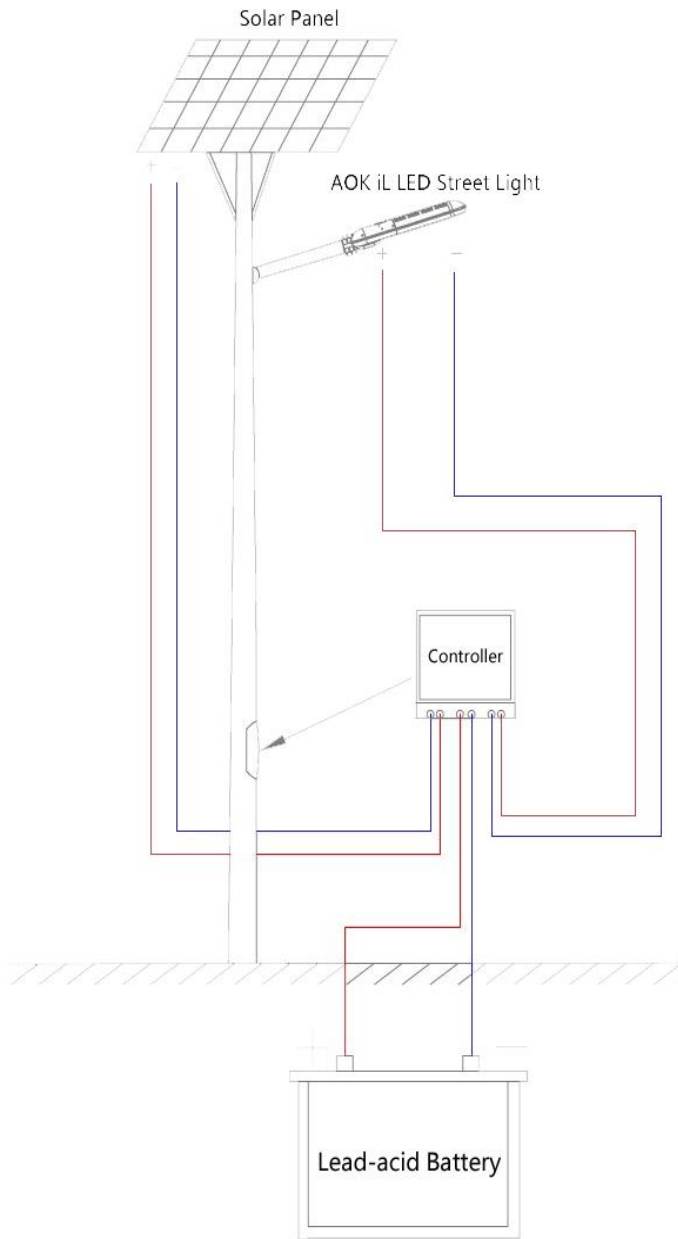 Solar Panel
+ −
AOK iL LED Street Light
+ −
Controller
+ −
Lead-acid Battery